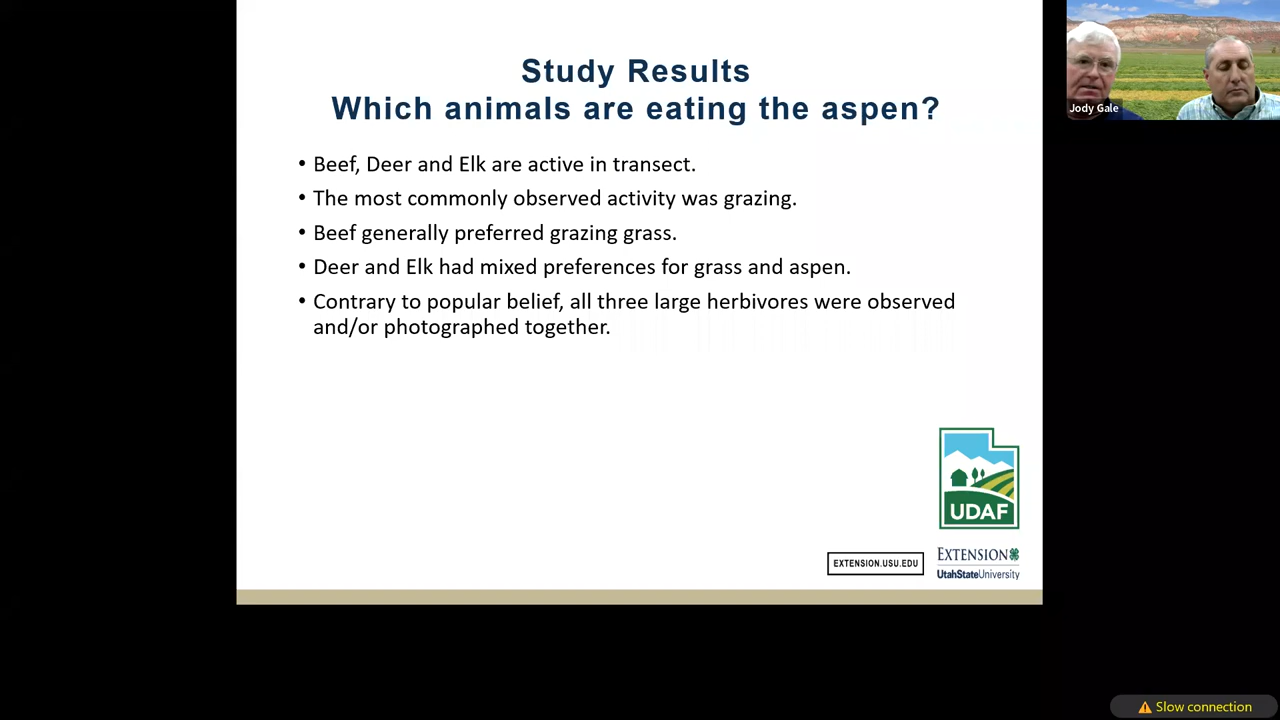 Study Results
Which animals are eating the aspen?
• Beef, Deer and Elk are active in transect.
• The most commonly observed activity was grazing.
• Beef generally preferred grazing grass.
• Deer and Elk had mixed preferences for grass and aspen.
• Contrary to popular belief, all three large herbivores were observed
and/or photographed together.
Jody Gale
UDAF
EXTENSION.USU.EDU
EXTENSION
UtahStateUniversity
Slow connection